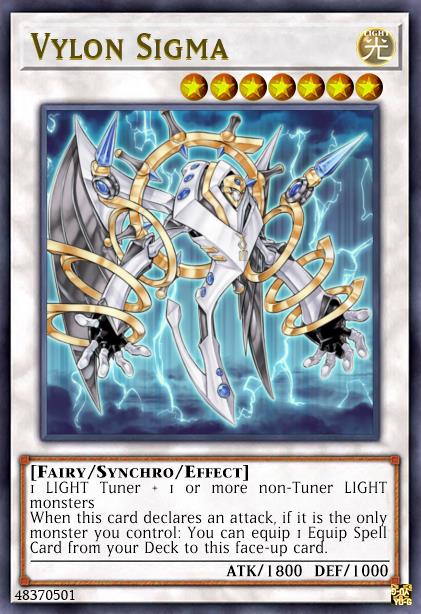 Vylon Sigma
LIGHT
光
[Fairy/Synchro/Effect]
1 LIGHT Tuner + 1 or more non-Tuner LIGHT
monsters
When this card declares an attack, if it is the only
monster you control: You can equip 1 Equip Spell
Card from your Deck to this face-up card.
ATK/1800 DEF/1000
48370501